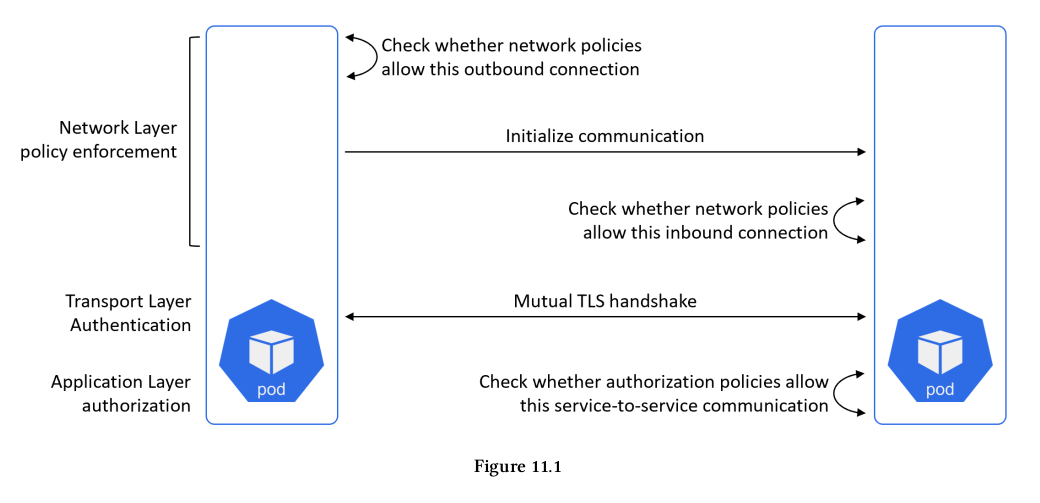 Check whether network policies
allow this outbound connection
Network Layer
policy enforcement
Initialize communication
Check whether network policies
allow this inbound connection
Transport Layer
Authentication
Mutual TLS handshake
Application Layer
authorization
Check whether authorization policies allow
this service-to-service communication
pod
pod
Figure 11.1